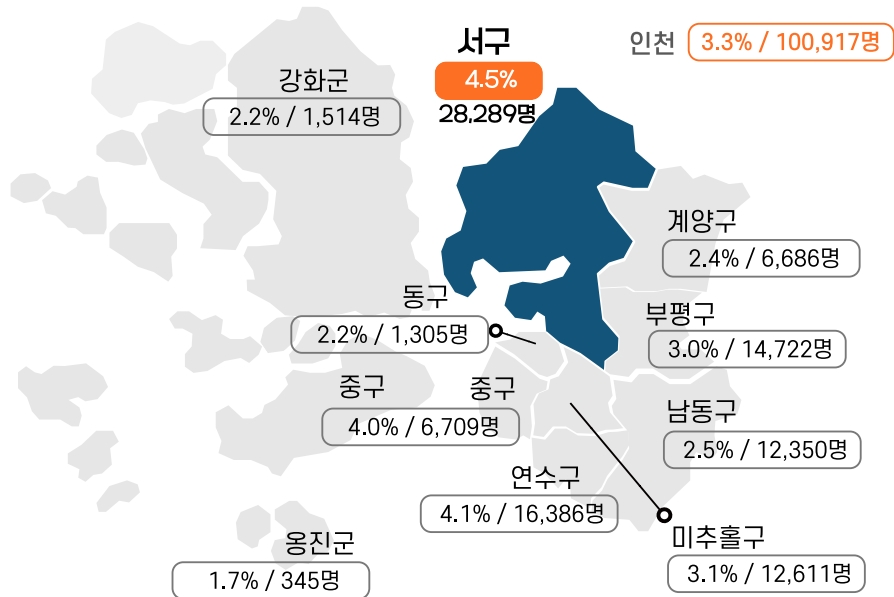 서구
4.5%
28,289명
인천 3.3% / 100,917명
강화군
2.2% / 1,514명
계양구
2.4% / 6,686명
동구
2.2% / 1,305명
부평구
3.0% / 14,722명
중구
중구
4.0% / 6,709명
남동구
2.5% / 12,350명
연수구
4.1% / 16,386명
옹진군
1.7% / 345명
미추홀구
3.1% / 12,611명